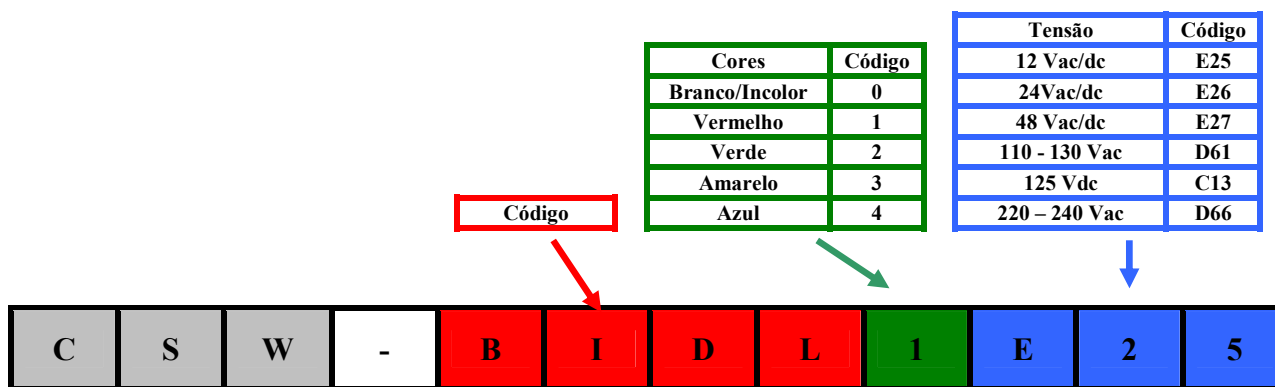 Tensão Código
12 Vac/dc E25
24Vac/dc E26
48 Vac/dc E27
110 - 130 Vac D61
125 Vdc C13
220 – 240 Vac D66
Cores Código
Branco/Incolor 0
Vermelho 1
Verde 2
Amarelo 3
Azul 4
Código
C S W - B I D L 1 E 2 5